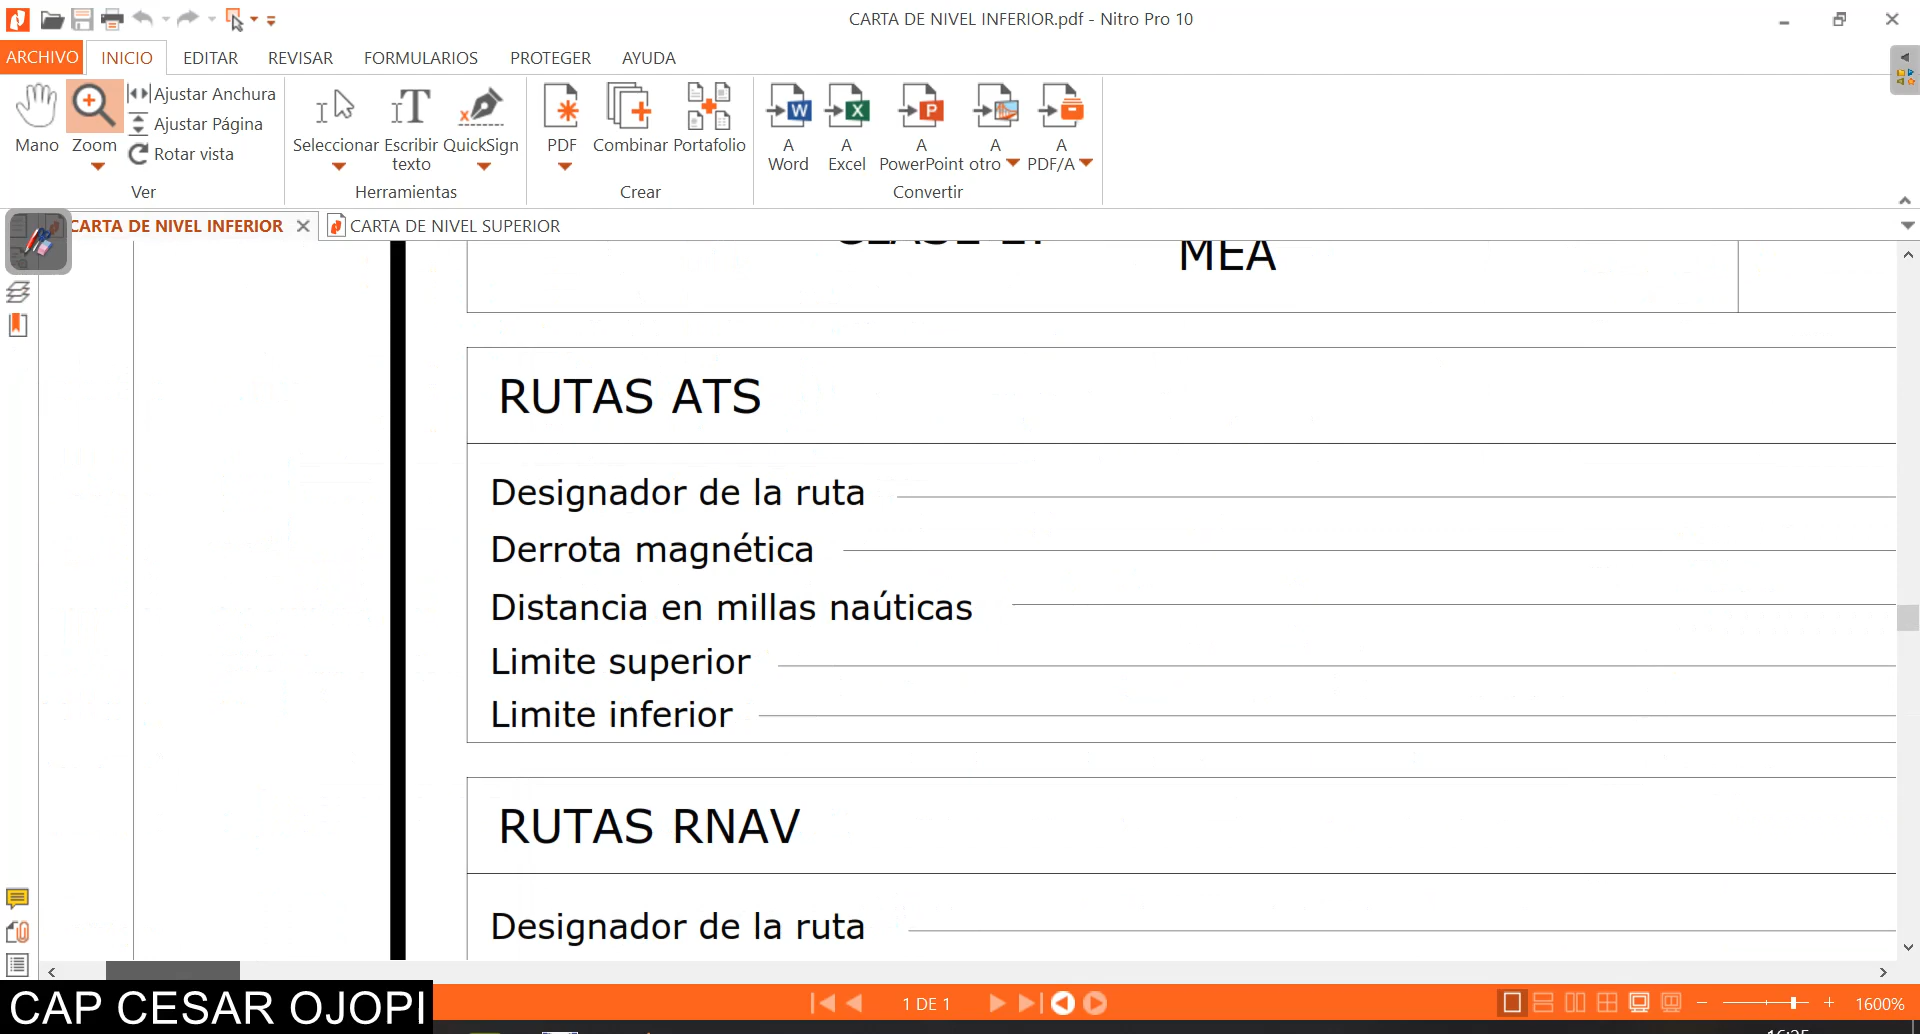 CARTA DE NIVEL INFERIOR.pdf - Nitro Pro 10
ARCHIVO INICIO EDITAR REVISAR FORMULARIOS PROTEGER AYUDA
Mano Zoom Ajustar Anchura
Ajustar Página
Rotar vista
Ver
Seleccionar Escribir texto QuickSign
Herramientas
PDF Combinar Portafolio
Crear
A Word A Excel A PowerPoint A otro A PDF/A
Convertir
CARTA DE NIVEL INFERIOR CARTA DE NIVEL SUPERIOR
MEA
RUTAS ATS
Designador de la ruta
Derrota magnética
Distancia en millas naúticas
Limite superior
Limite inferior
RUTAS RNAV
Designador de la ruta
CAP CESAR OJOPI
1 DE 1
1600%